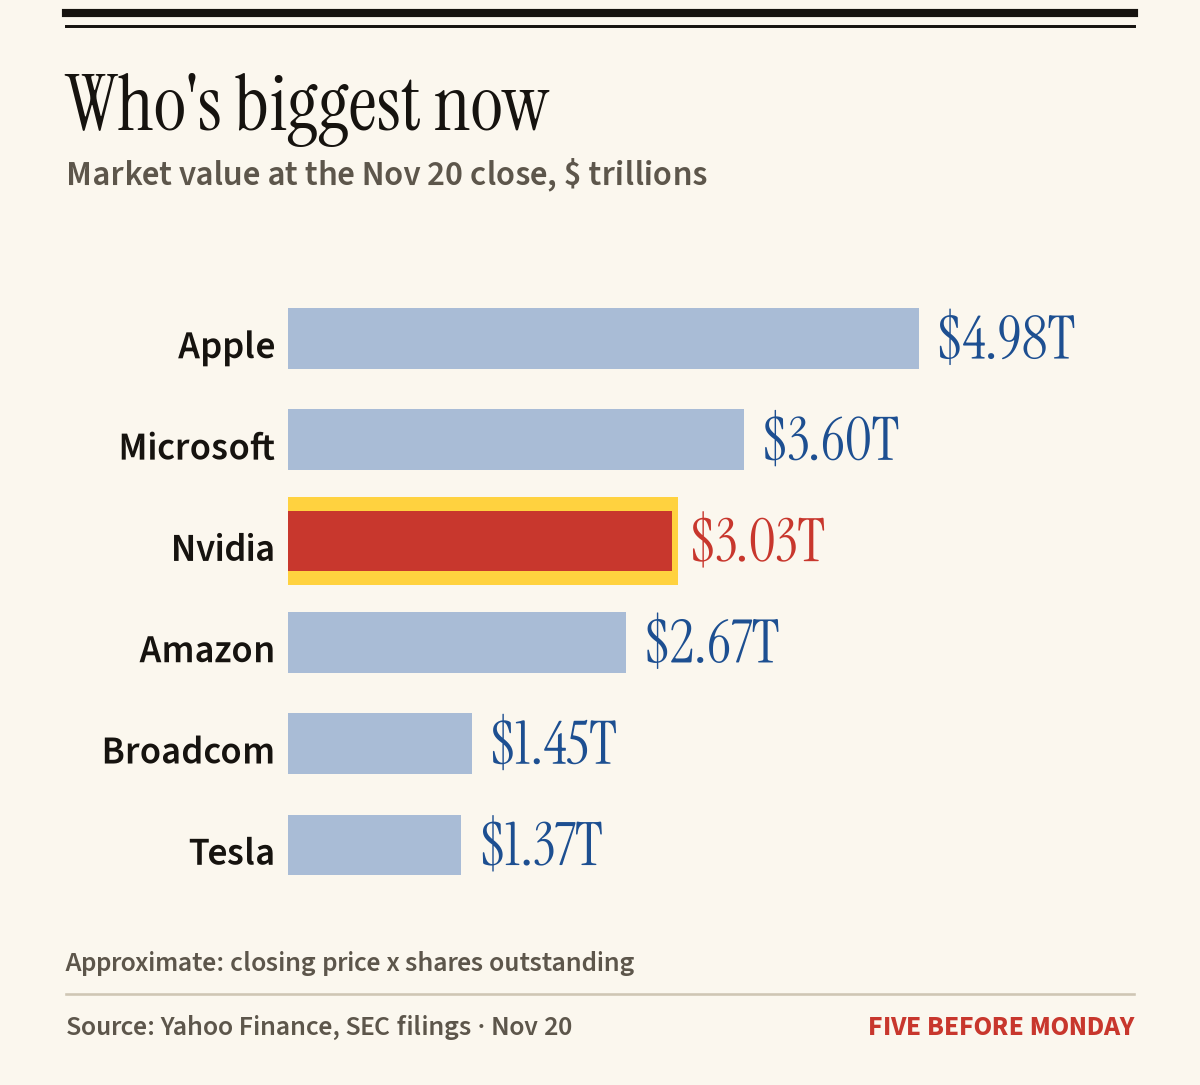 Who's biggest now
Market value at the Nov 20 close, $ trillions
Apple $4.98T
Microsoft $3.60T
Nvidia $3.03T
Amazon $2.67T
Broadcom $1.45T
Tesla $1.37T
Approximate: closing price x shares outstanding
Source: Yahoo Finance, SEC filings · Nov 20 FIVE BEFORE MONDAY